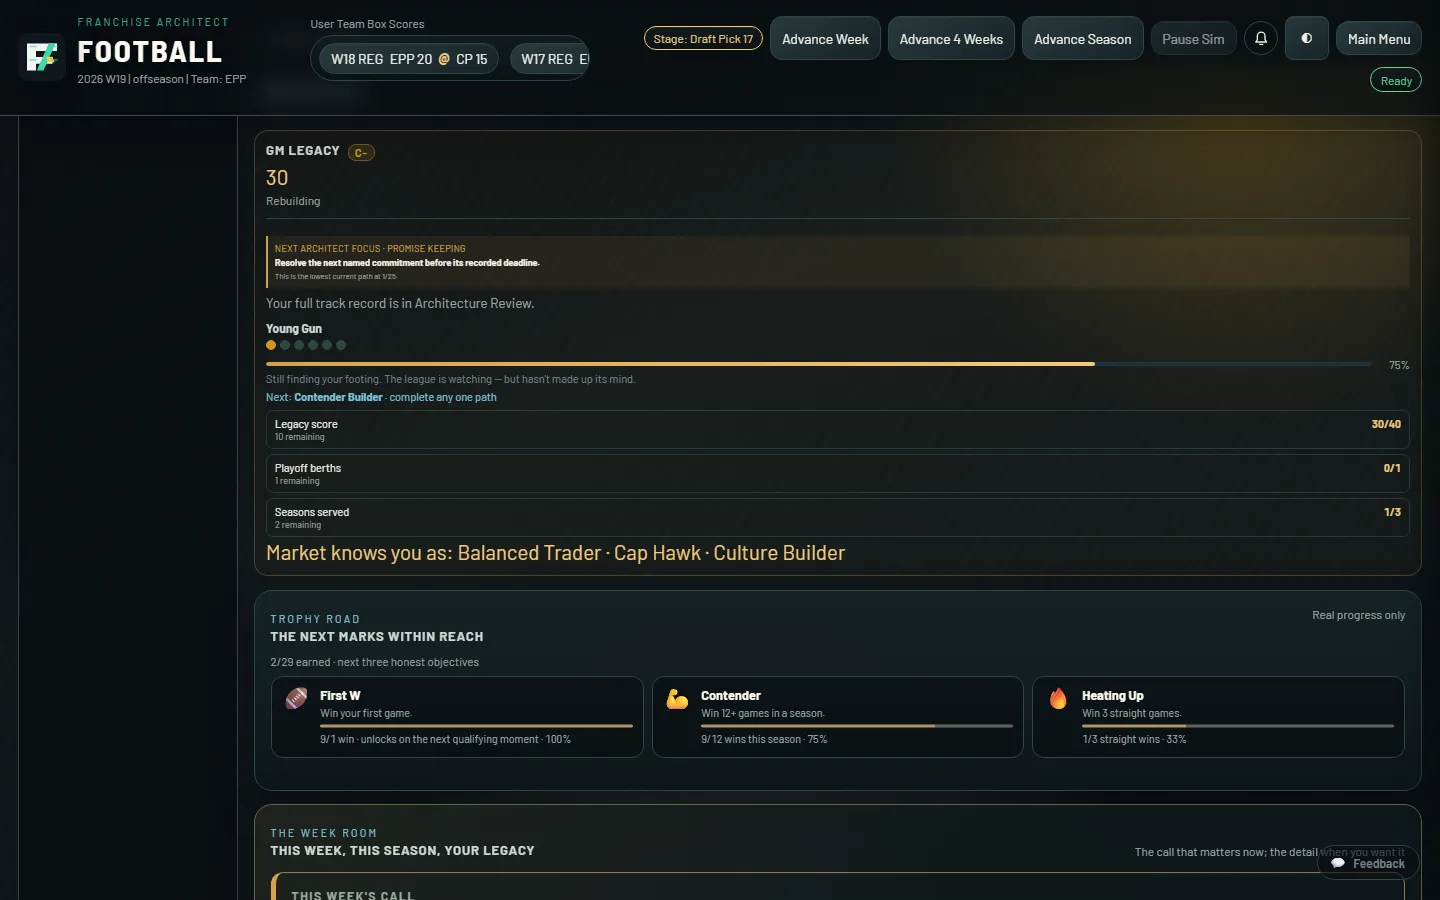 FRANCHISE ARCHITECT
FOOTBALL
2026 W19 | offseason | Team: EPP
User Team Box Scores
W18 REG EPP 20 @ CP 15
W17 REG
Stage: Draft Pick 17
Advance Week
Advance 4 Weeks
Advance Season
Pause Sim
Main Menu
Ready
GM LEGACY C-
30
Rebuilding
NEXT ARCHITECT FOCUS · PROMISE KEEPING
Resolve the next named commitment before its recorded deadline.
This is the lowest current path at 1/25.
Your full track record is in Architecture Review.
Young Gun
75%
Still finding your footing. The league is watching — but hasn't made up its mind.
Next: Contender Builder · complete any one path
Legacy score 30/40
10 remaining
Playoff berths 0/1
1 remaining
Seasons served 1/3
2 remaining
Market knows you as: Balanced Trader · Cap Hawk · Culture Builder
TROPHY ROAD
Real progress only
THE NEXT MARKS WITHIN REACH
2/29 earned · next three honest objectives
First W
Win your first game.
9/1 win · unlocks on the next qualifying moment · 100%
Contender
Win 12+ games in a season.
9/12 wins this season · 75%
Heating Up
Win 3 straight games.
1/3 straight wins · 33%
THE WEEK ROOM
THIS WEEK, THIS SEASON, YOUR LEGACY
The call that matters now; the detail when you want it
Feedback
THIS WEEK'S CALL